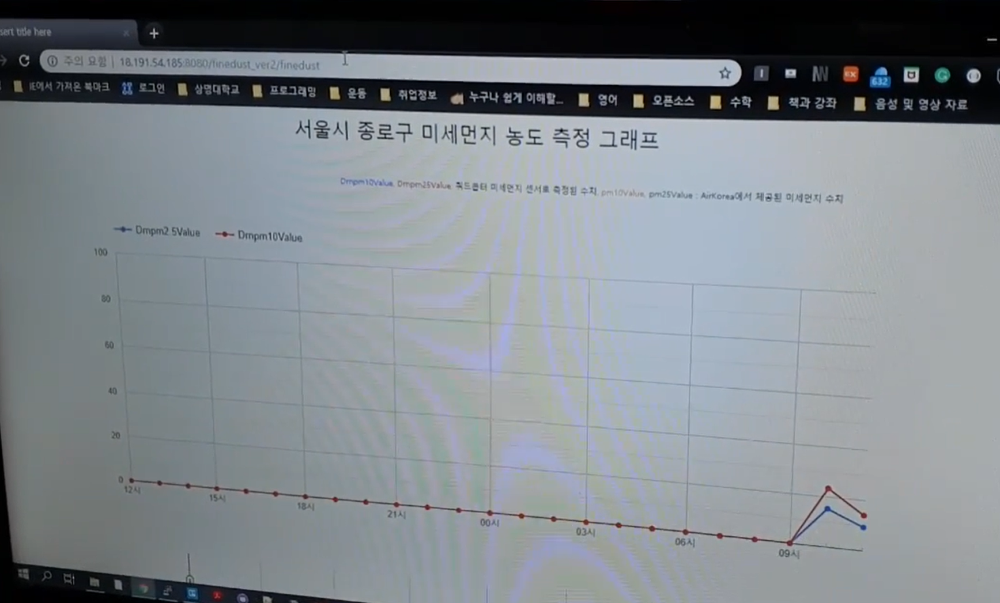 sert title here
주의 요함 | 18.191.54.185:8080/finedust_ver2/finedust
IE에서 가져온 북마크 로그인 상명대학교 프로그래밍 운동 취업정보 누구나 쉽게 이해할... 영어 오픈소스 수학 책과 강좌 음성 및 영상 자료
632
서울시 종로구 미세먼지 농도 측정 그래프
Drnpm10Value, Drnpm25Value, 쿼드콥터 미세먼지 센서로 측정된 수치, pm10Value, pm25Value : AirKorea에서 제공된 미세먼지 수치
Drnpm2.5Value Drnpm10Value
100
80
60
40
20
0
12시 15시 18시 21시 00시 03시 06시 09시